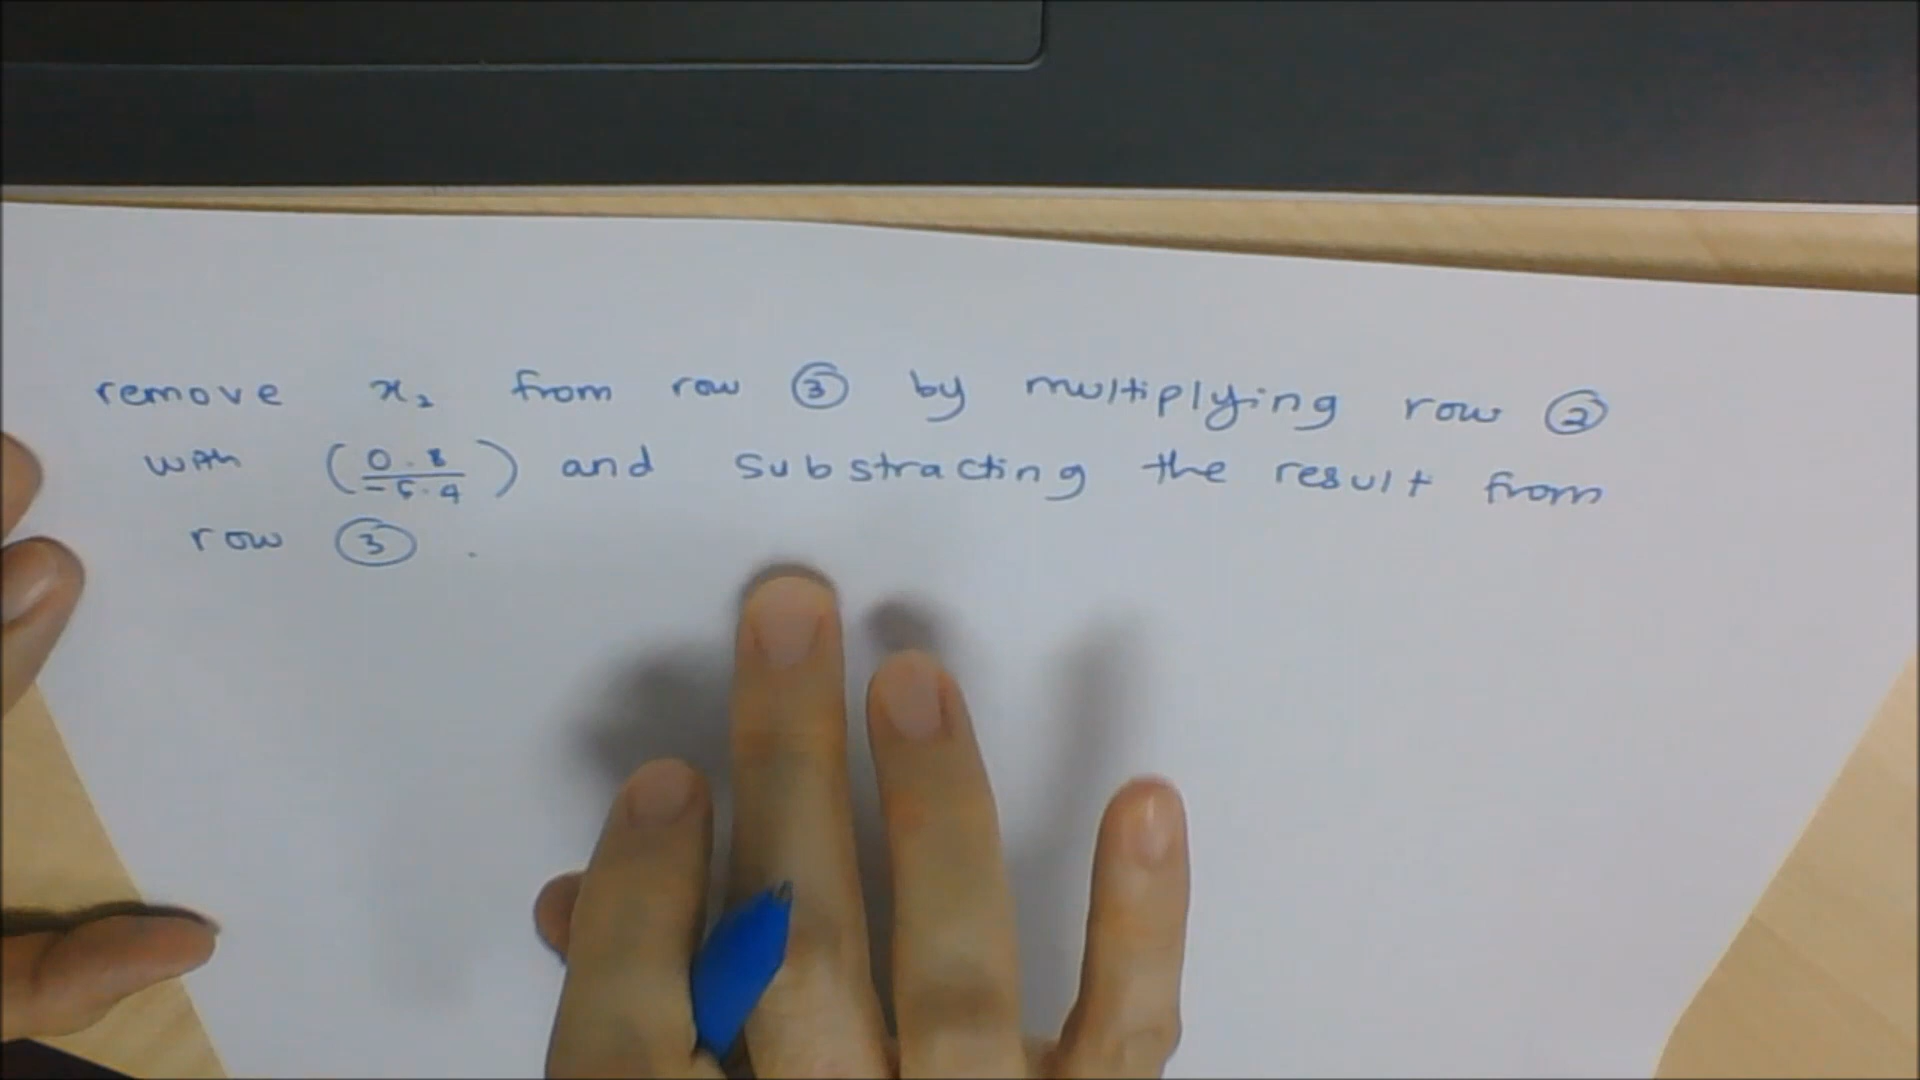 remove x₂ from row ③ by multiplying row ②
with (0.8/-5.4) and substracting the result from
row ③.